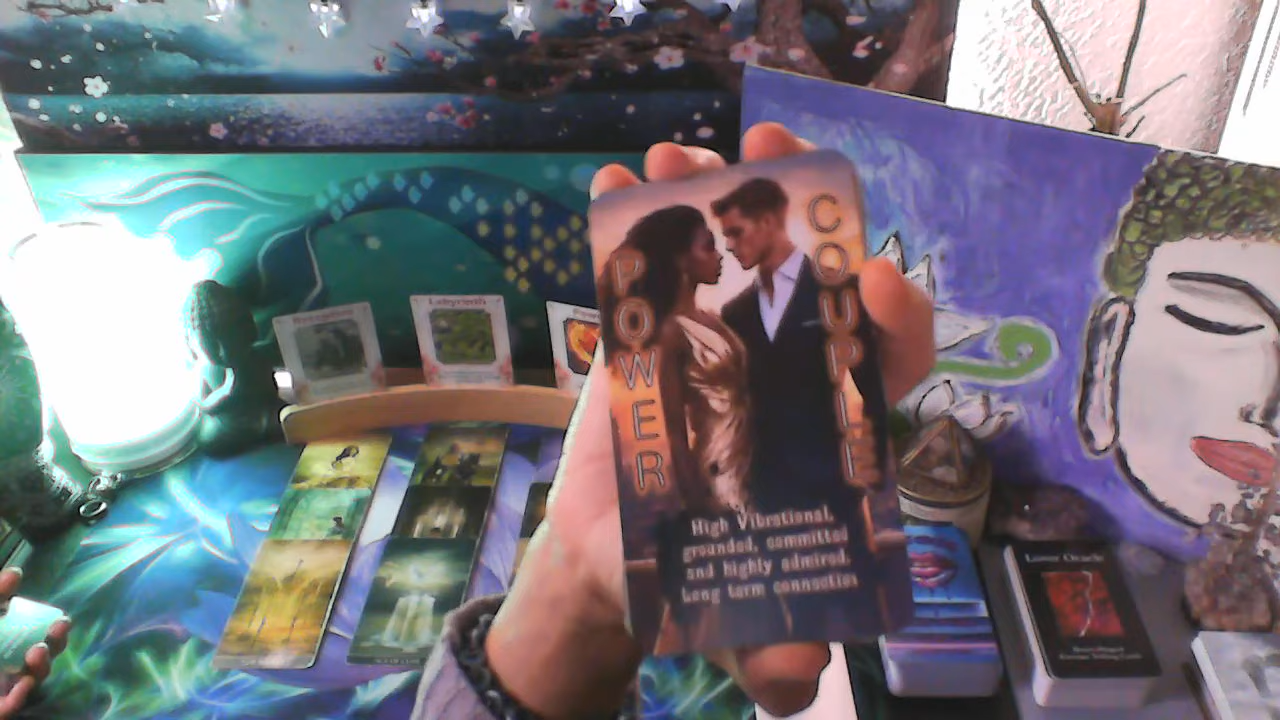 Labyrinth
POWER
COUPLE
High Vibrational,
grounded, committed
and highly admired.
Long term connection
Lover Oracle